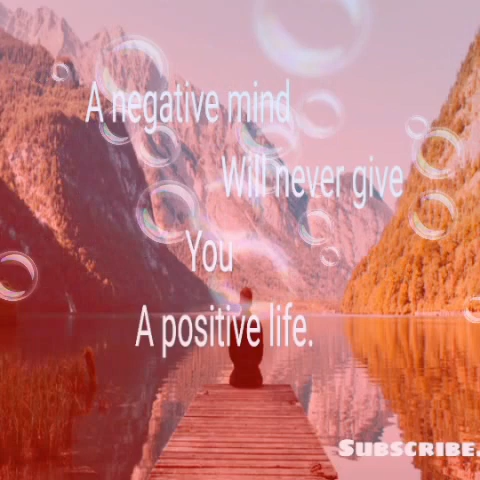 A negative mind
Will never give
You
A positive life.
Subscribe.